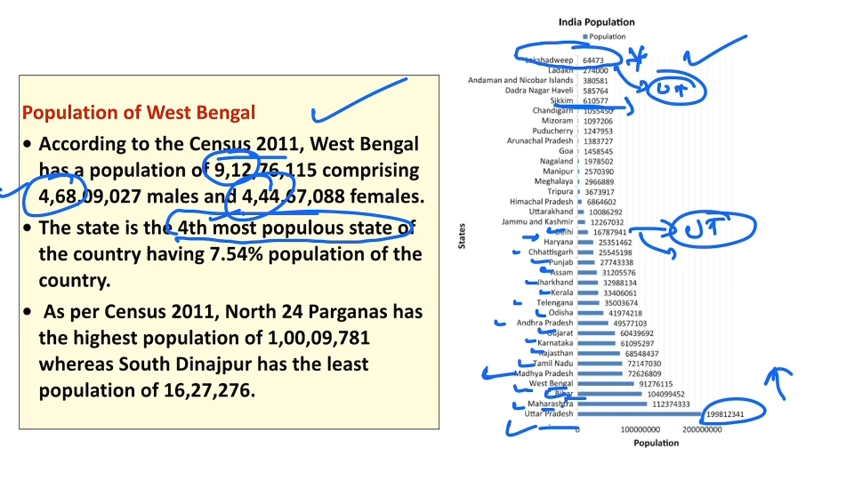 Population of West Bengal
• According to the Census 2011, West Bengal
has a population of 9,12,76,115 comprising
4,68,09,027 males and 4,44,67,088 females.
• The state is the 4th most populous state of
the country having 7.54% population of the
country.
• As per Census 2011, North 24 Parganas has
the highest population of 1,00,09,781
whereas South Dinajpur has the least
population of 16,27,276.
India Population
Population
Lakshadweep 64473
Ladakh 274000
Andaman and Nicobar Islands 380581
Dadra Nagar Haveli 585764
UT
Sikkim 610577
Chandigarh 1055450
Mizoram 1097206
Puducherry 1247953
Arunachal Pradesh 1383727
Goa 1458545
Nagaland 1978502
Manipur 2570390
Meghalaya 2966889
Tripura 3673917
Himachal Pradesh 6864602
Uttarakhand 10086292
Jammu and Kashmir 12267032
Delhi 16787941
UT
Haryana 25351462
Chhattisgarh 25545198
Punjab 27743338
Assam 31205576
Jharkhand 32988134
Kerala 33406061
Telengana 35003674
Odisha 41974218
Andhra Pradesh 49577103
Gujarat 60439692
Karnataka 61095297
Rajasthan 68548437
Tamil Nadu 72147030
Madhya Pradesh 72626809
West Bengal 91276115
Bihar 104099452
Maharashtra 112374333
Uttar Pradesh 199812341
0 100000000 200000000
Population
States